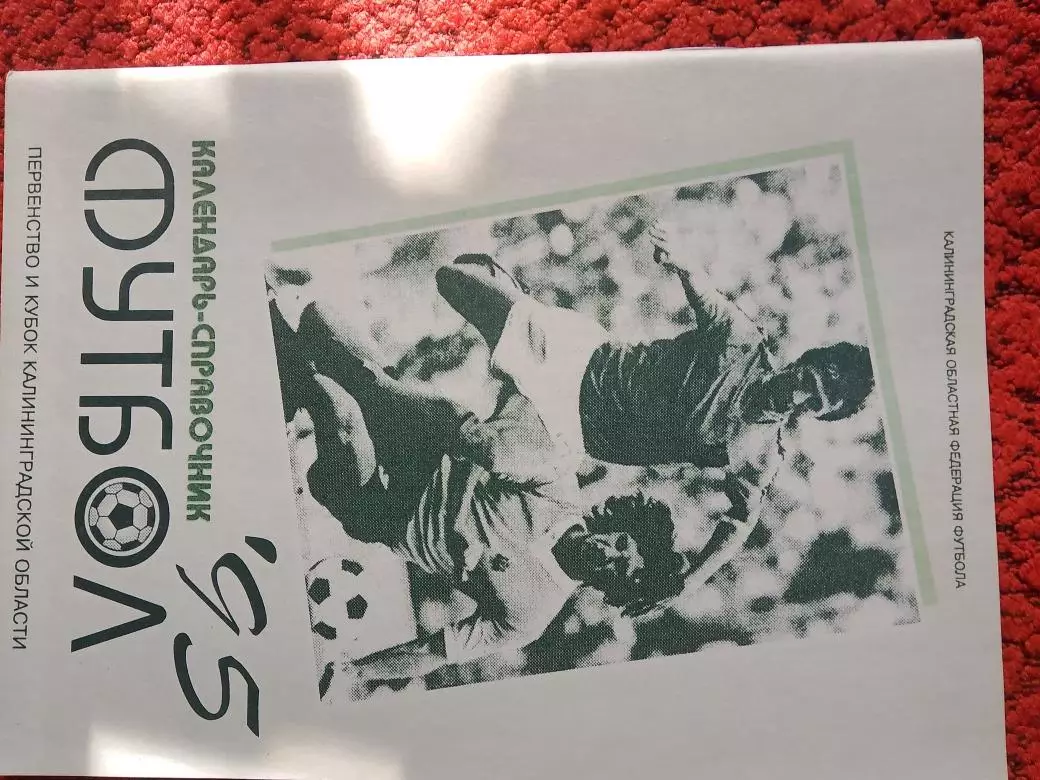 КАЛИНИНГРАДСКАЯ ОБЛАСТНАЯ ФЕДЕРАЦИЯ ФУТБОЛА
КАЛЕНДАРЬ-СПРАВОЧНИК
'95
ФУТБОЛ
ПЕРВЕНСТВО И КУБОК КАЛИНИНГРАДСКОЙ ОБЛАСТИ